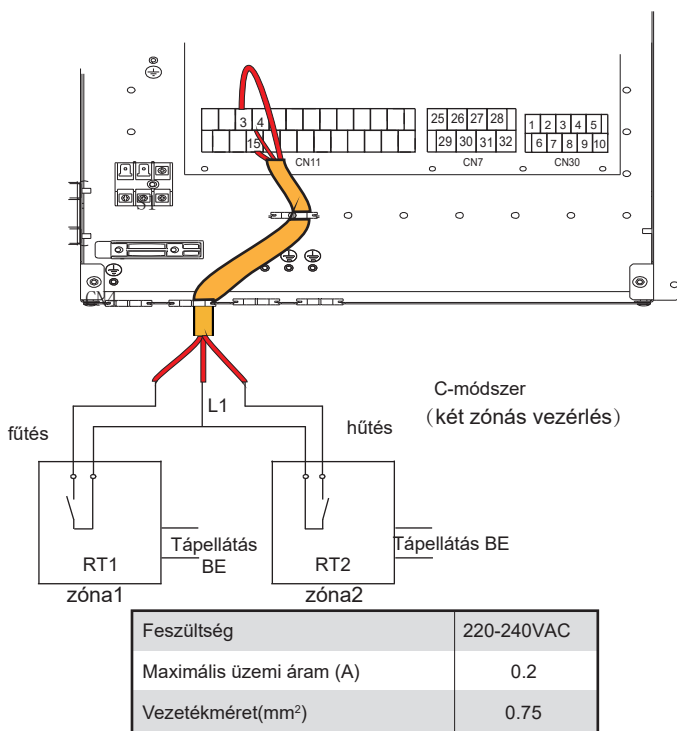 3 4
25 26 27 28
1 2 3 4 5
15
29 30 31 32
6 7 8 9 10
CN11
CN7
CN30
C-módszer
(két zónás vezérlés)
L1
fűtés
hűtés
RT1
Tápellátás
BE
zóna1
RT2
Tápellátás BE
zóna2
Feszültség 220-240VAC
Maximális üzemi áram (A) 0.2
Vezetékméret(mm²) 0.75